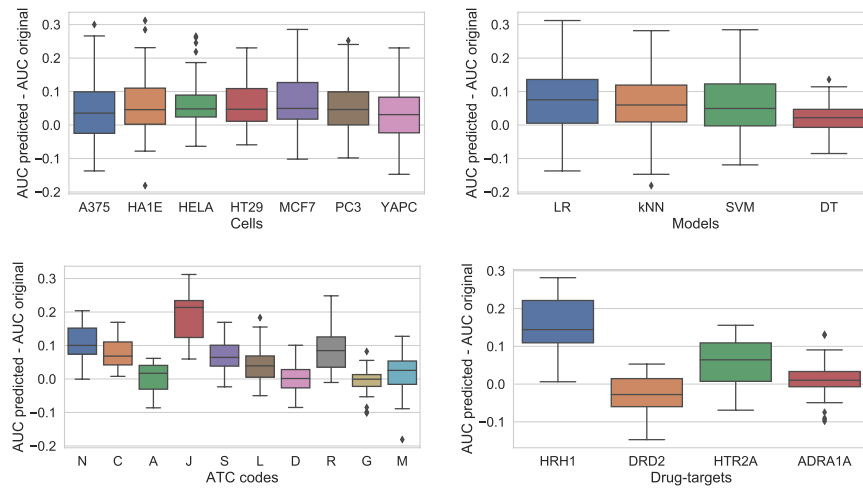 AUC predicted - AUC original
0.3
0.2
0.1
0.0
−0.1
−0.2
A375 HA1E HELA HT29 MCF7 PC3 YAPC
Cells
AUC predicted - AUC original
0.3
0.2
0.1
0.0
−0.1
−0.2
LR kNN SVM DT
Models
AUC predicted - AUC original
0.3
0.2
0.1
0.0
−0.1
−0.2
N C A J S L D R G M
ATC codes
AUC predicted - AUC original
0.3
0.2
0.1
0.0
−0.1
HRH1 DRD2 HTR2A ADRA1A
Drug-targets